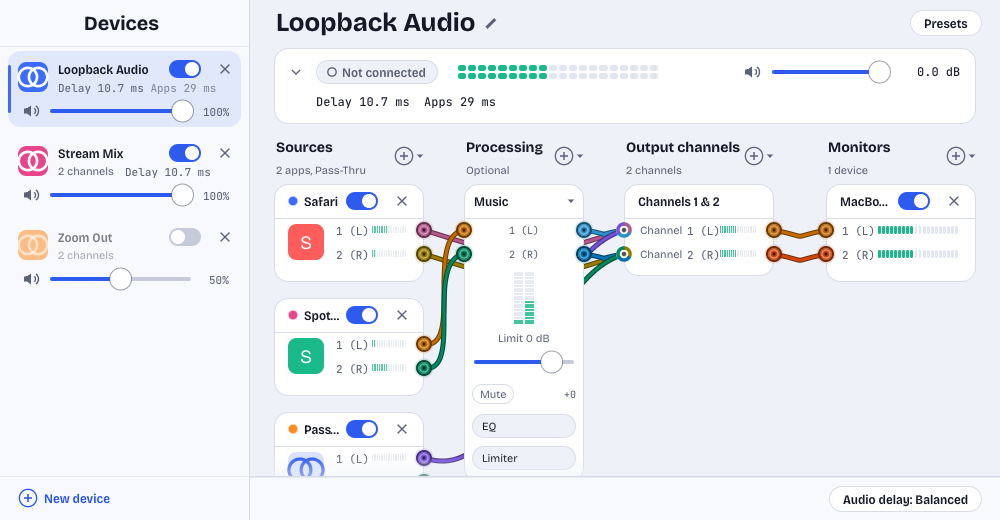 Devices
Loopback Audio
Delay 10.7 ms Apps 29 ms
100%
Stream Mix
2 channels Delay 10.7 ms
100%
Zoom Out
2 channels
50%
New device
Loopback Audio
Presets
Not connected
0.0 dB
Delay 10.7 ms Apps 29 ms
Sources
2 apps, Pass-Thru
Safari
S
1 (L)
2 (R)
Spot...
S
1 (L)
2 (R)
Pass...
1 (L)
Processing
Optional
Music
1 (L)
2 (R)
Limit 0 dB
Mute +0
EQ
Limiter
Output channels
2 channels
Channels 1 & 2
Channel 1 (L)
Channel 2 (R)
Monitors
1 device
MacBo...
1 (L)
2 (R)
Audio delay: Balanced